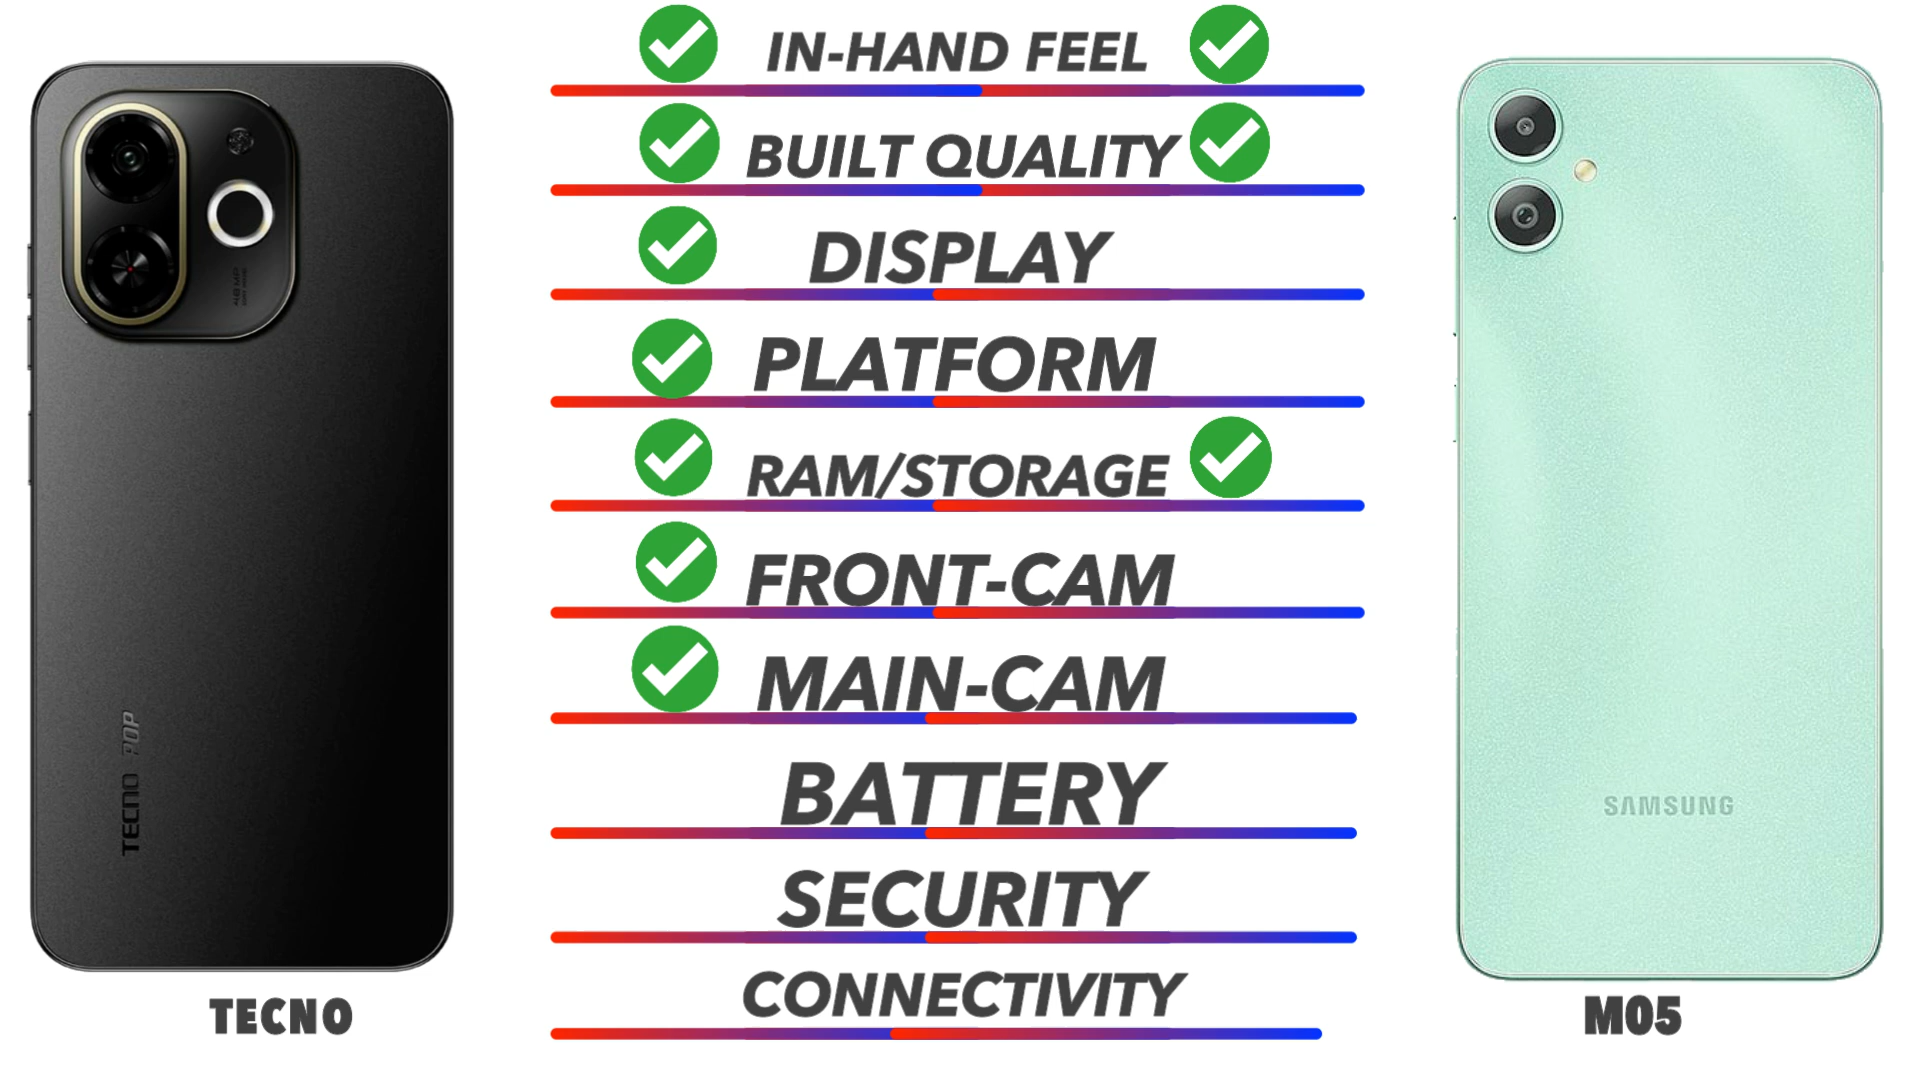 IN-HAND FEEL
BUILT QUALITY
DISPLAY
PLATFORM
RAM/STORAGE
FRONT-CAM
MAIN-CAM
BATTERY
SECURITY
CONNECTIVITY
TECNO POP
TECNO
SAMSUNG
M05